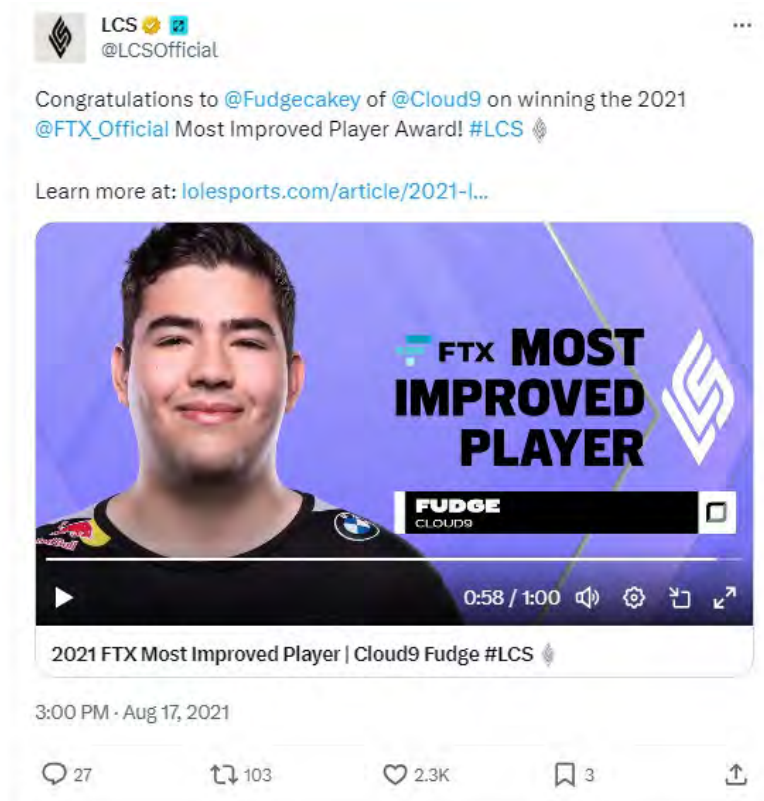 LCS
@LCSOfficial
Congratulations to @Fudgecakey of @Cloud9 on winning the 2021
@FTX_Official Most Improved Player Award! #LCS
Learn more at: lolesports.com/article/2021-l...
FTX MOST
IMPROVED
PLAYER
FUDGE
CLOUD9
Red Bull
0:58 / 1:00
2021 FTX Most Improved Player | Cloud9 Fudge #LCS
3:00 PM · Aug 17, 2021
27 103 2.3K 3